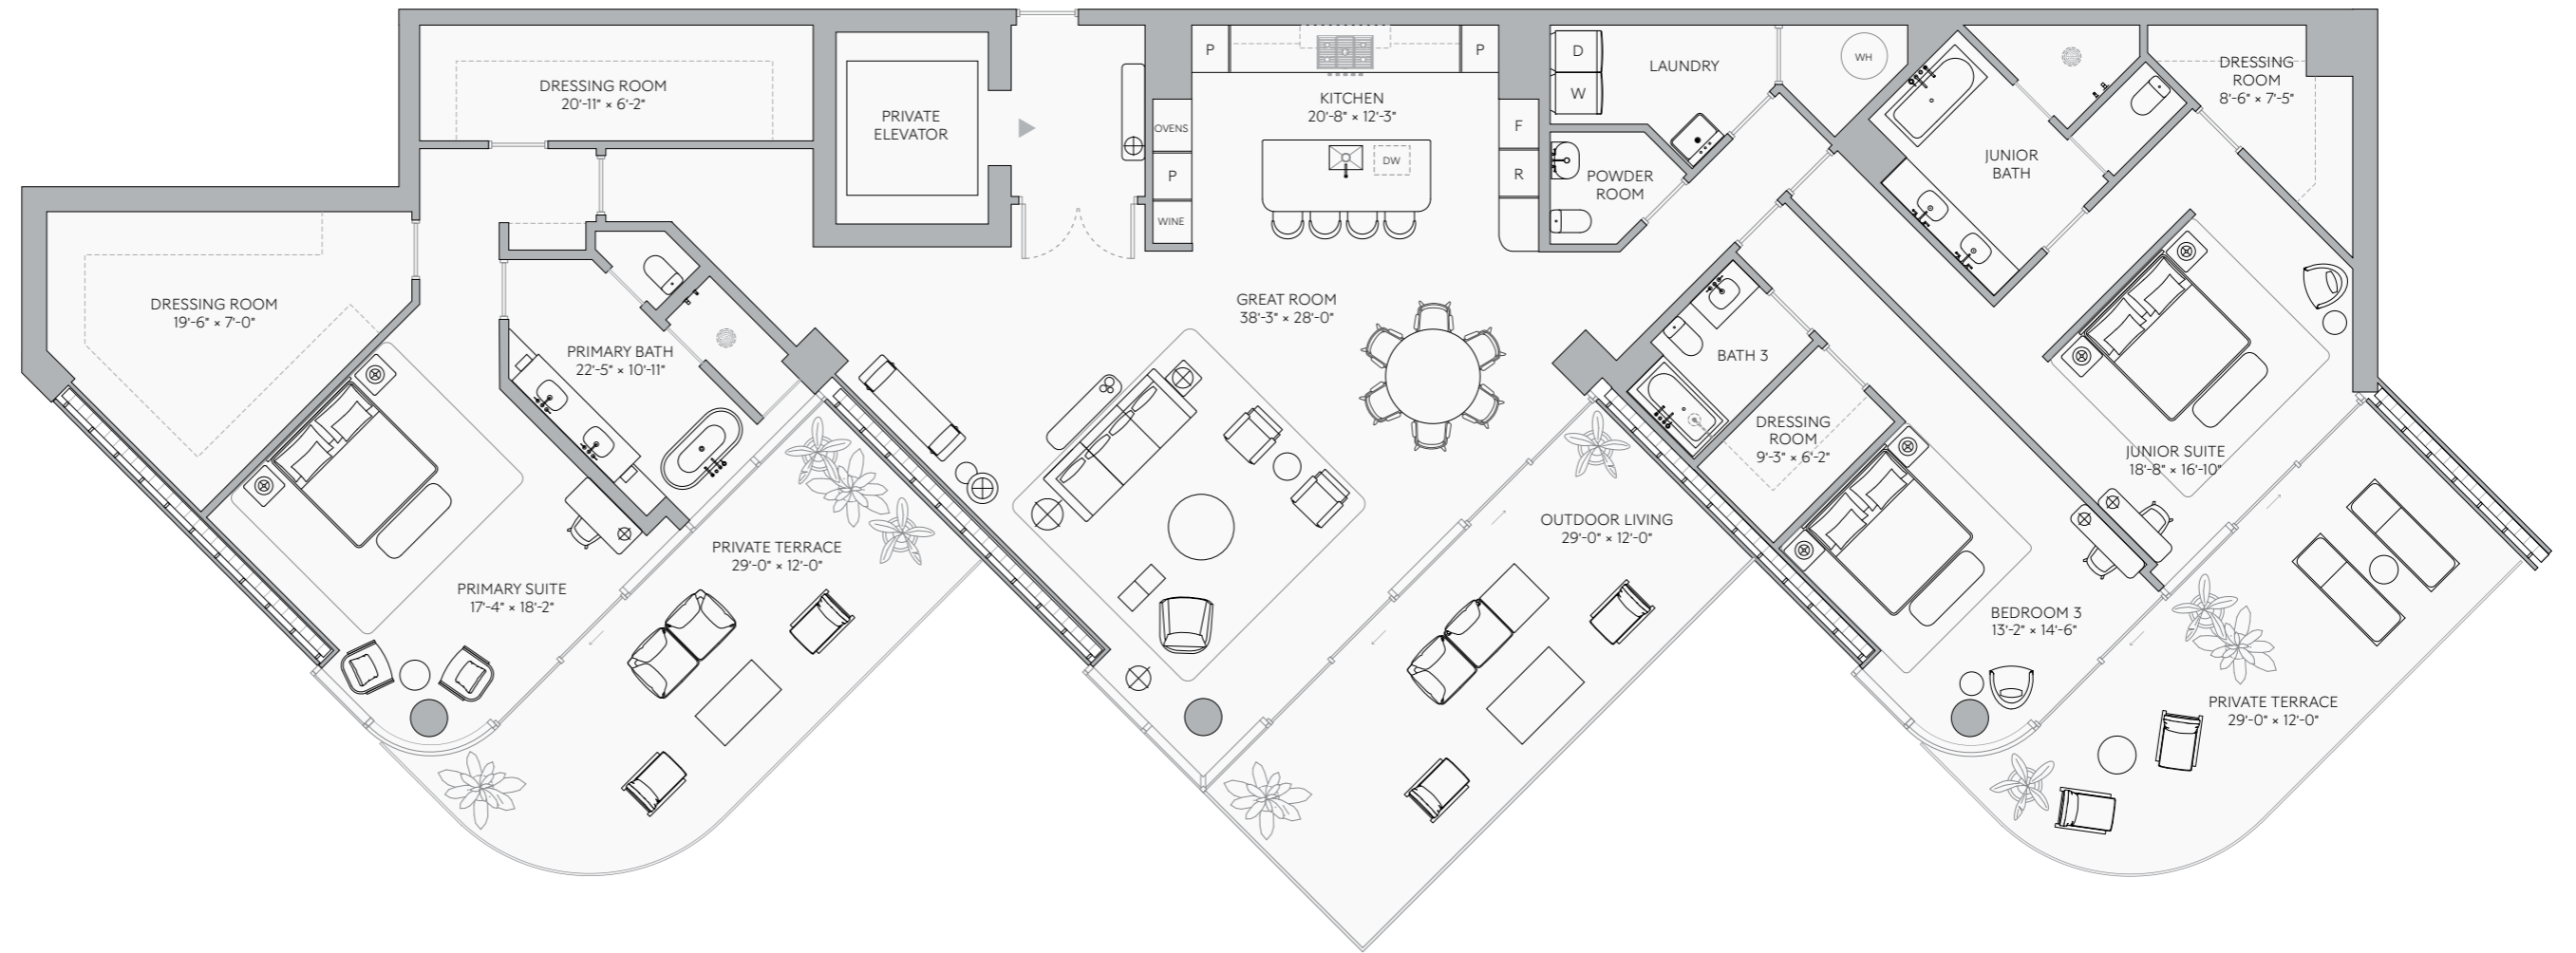 DRESSING ROOM
20'-11" × 6'-2"
PRIVATE
ELEVATOR
OVENS
P
WINE
P
P
KITCHEN
20'-8" × 12'-3"
DW
F
R
D
W
LAUNDRY
WH
POWDER
ROOM
JUNIOR
BATH
DRESSING
ROOM
8'-6" × 7'-5"
DRESSING ROOM
19'-6" × 7'-0"
PRIMARY BATH
22'-5" × 10'-11"
GREAT ROOM
38'-3" × 28'-0"
BATH 3
DRESSING
ROOM
9'-3" × 6'-2"
JUNIOR SUITE
18'-8" × 16'-10"
PRIMARY SUITE
17'-4" × 18'-2"
PRIVATE TERRACE
29'-0" × 12'-0"
OUTDOOR LIVING
29'-0" × 12'-0"
BEDROOM 3
13'-2" × 14'-6"
PRIVATE TERRACE
29'-0" × 12'-0"